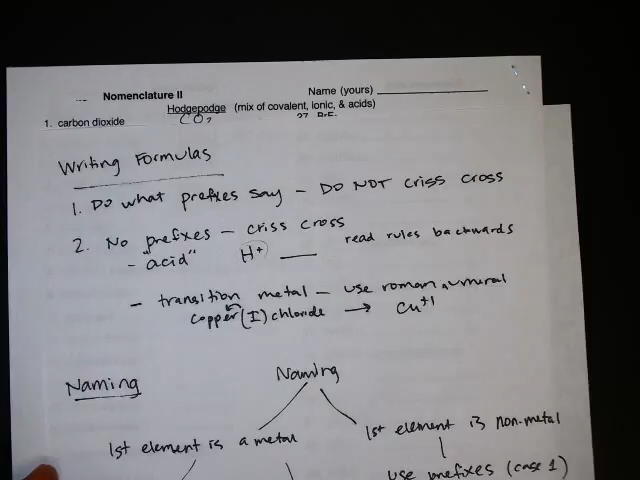 Nomenclature II Name (yours)
Hodgepodge (mix of covalent, ionic, & acids)
1. carbon dioxide CO₂ 27
Writing Formulas
1. Do what prefixes say - DO NOT criss cross
2. No prefixes - criss cross
- "acid" H+ read rules backwards
- transition metal - use roman numeral
copper (I) chloride → Cu+1
Naming
Naming
1st element is a metal 1st element is non-metal
use prefixes (case 1)